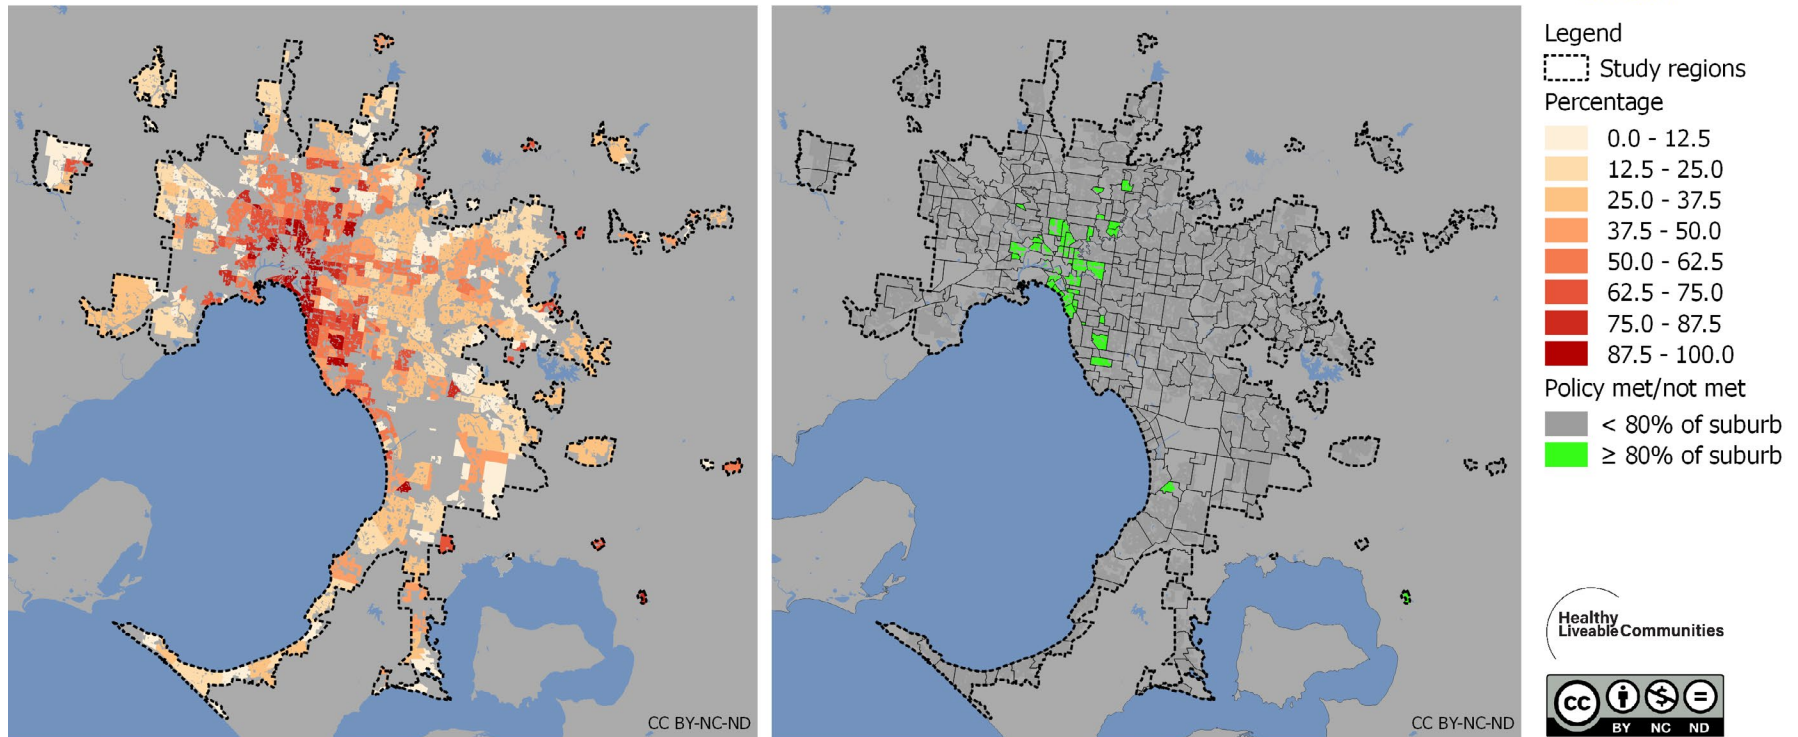 CC BY-NC-ND
CC BY-NC-ND
Legend
Study regions
Percentage
0.0 - 12.5
12.5 - 25.0
25.0 - 37.5
37.5 - 50.0
50.0 - 62.5
62.5 - 75.0
75.0 - 87.5
87.5 - 100.0
Policy met/not met
< 80% of suburb
≥ 80% of suburb
Healthy
Liveable Communities
cc
BY NC ND